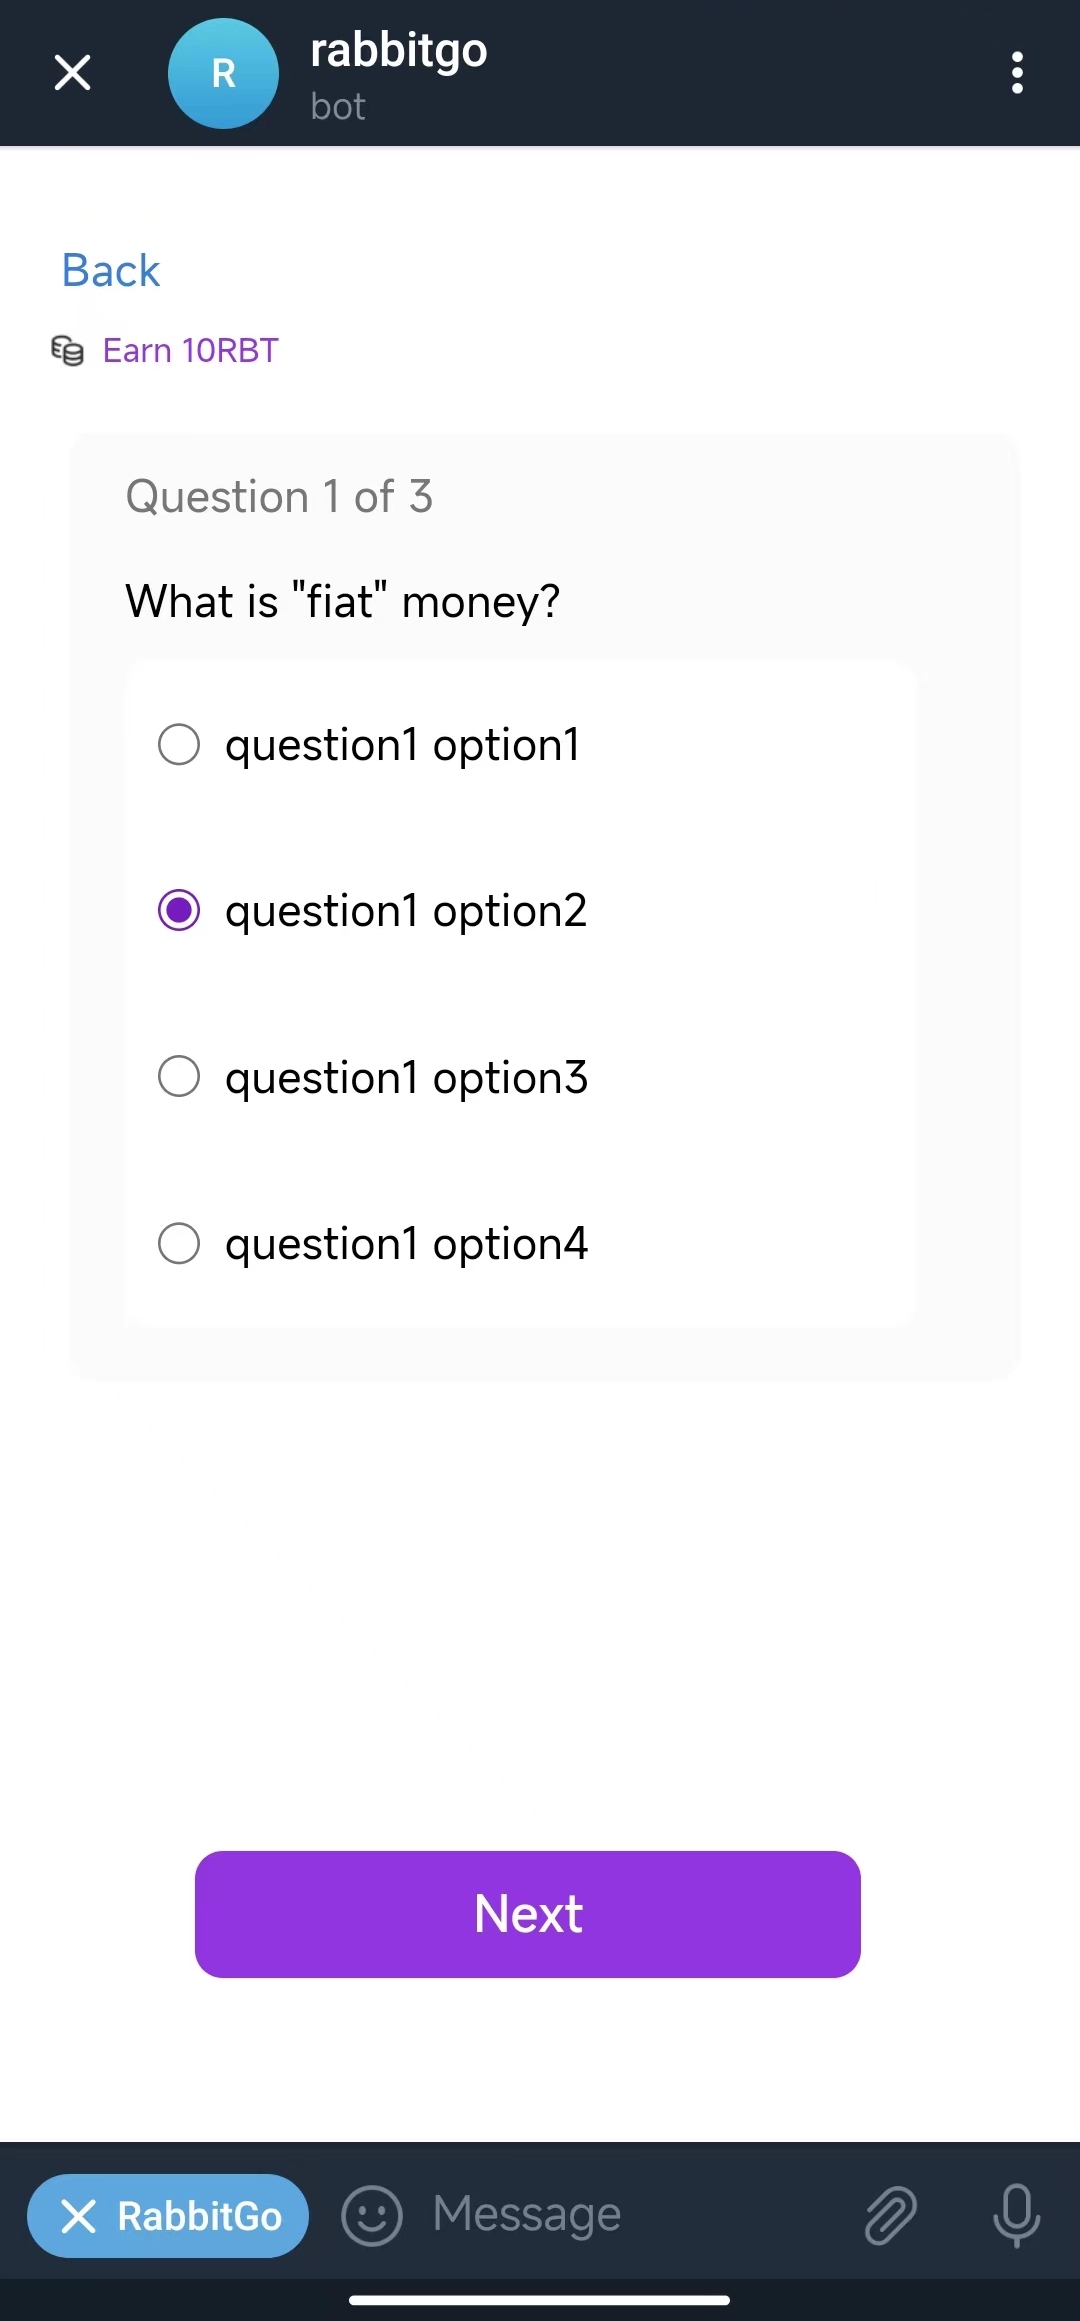 R
rabbitgo
bot
Back
Earn 10RBT
Question 1 of 3
What is "fiat" money?
question1 option1
question1 option2
question1 option3
question1 option4
Next
RabbitGo
Message